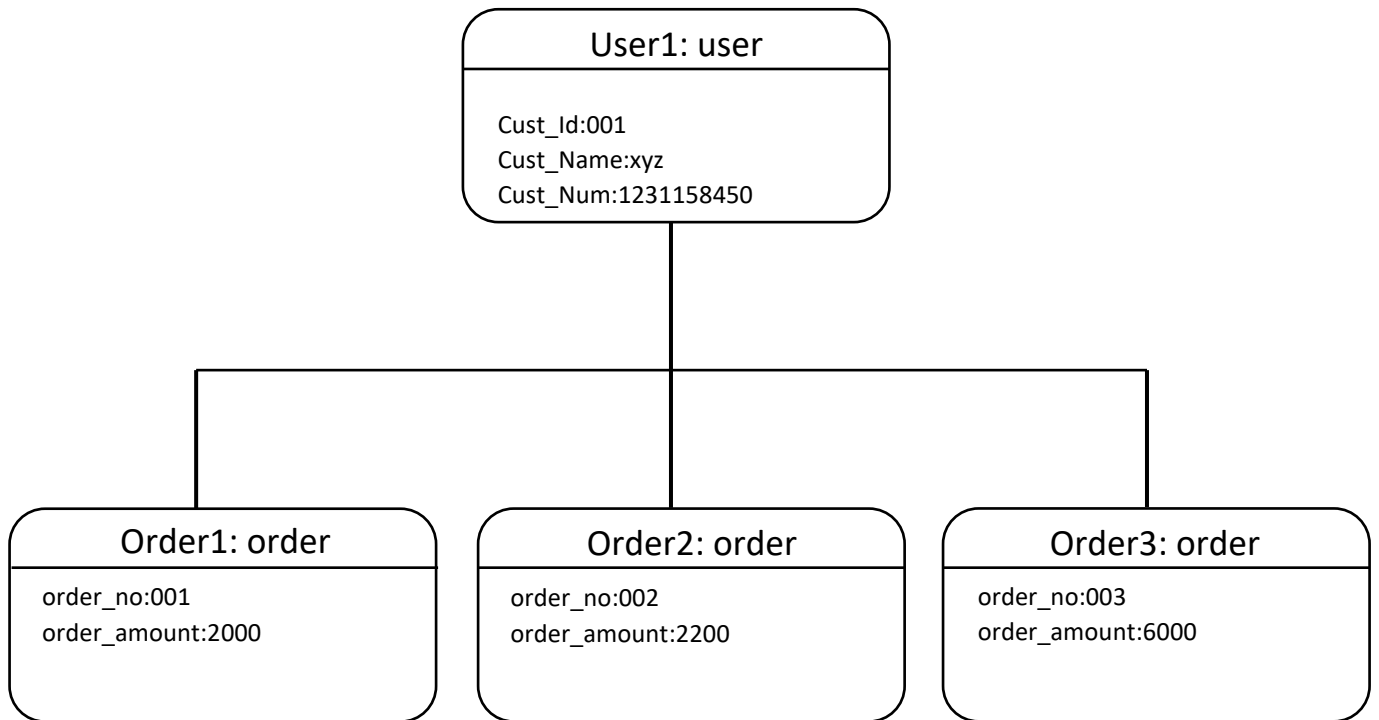 User1: user
Cust_Id:001
Cust_Name:xyz
Cust_Num:1231158450
Order1: order
order_no:001
order_amount:2000
Order2: order
order_no:002
order_amount:2200
Order3: order
order_no:003
order_amount:6000